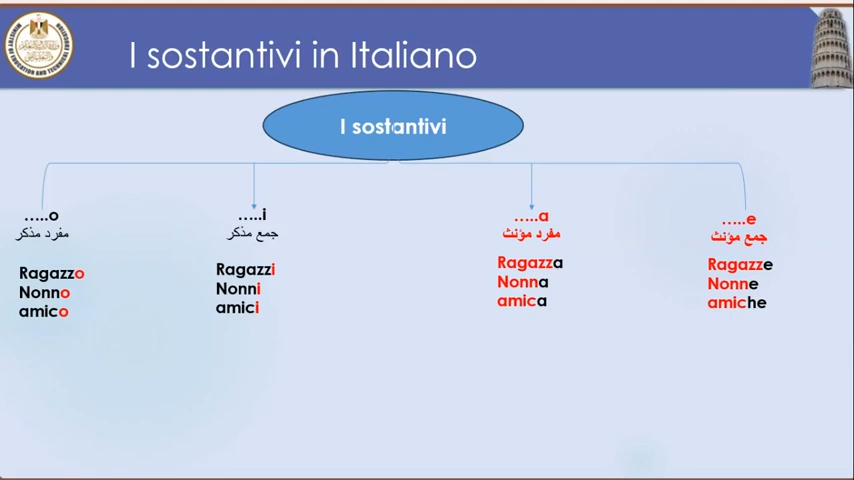 I sostantivi in Italiano
I sostantivi
…..o
مفرد مذكر
Ragazzo
Nonno
amico
…..i
جمع مذكر
Ragazzi
Nonni
amici
…..a
مفرد مؤنث
Ragazza
Nonna
amica
…..e
جمع مؤنث
Ragazze
Nonne
amiche